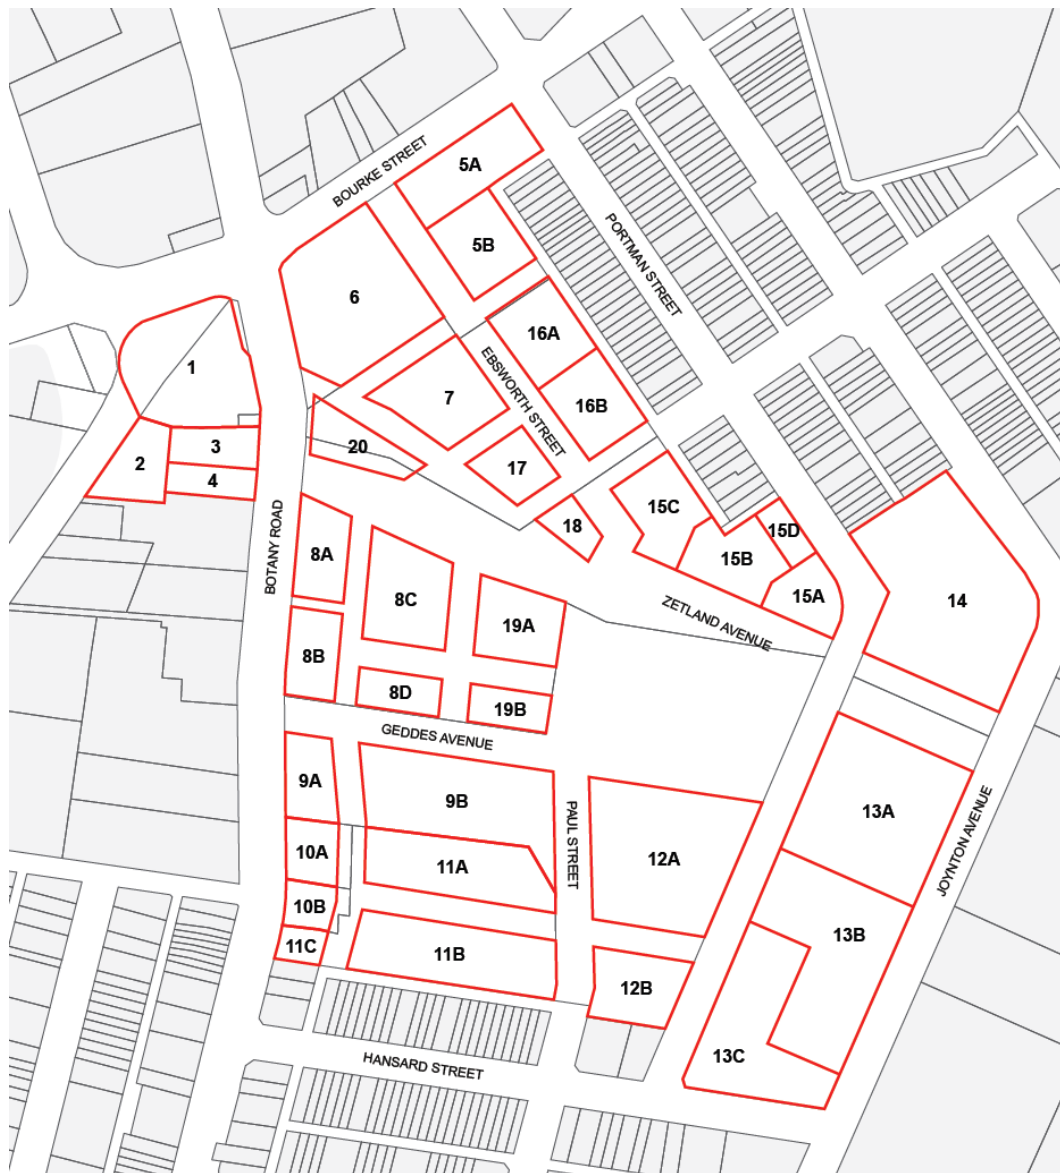 5A
BOURKE STREET
5B
PORTMAN STREET
6
16A
1
EBSWORTH STREET
7
16B
20
3
2
17
4
15C
BOTANY ROAD
18
15D
8A
15B
8C
15A
14
ZETLAND AVENUE
19A
8B
8D
19B
GEDDES AVENUE
9A
9B
13A
PAUL STREET
JOYNTON AVENUE
10A
11A
12A
10B
13B
11C
11B
12B
13C
HANSARD STREET